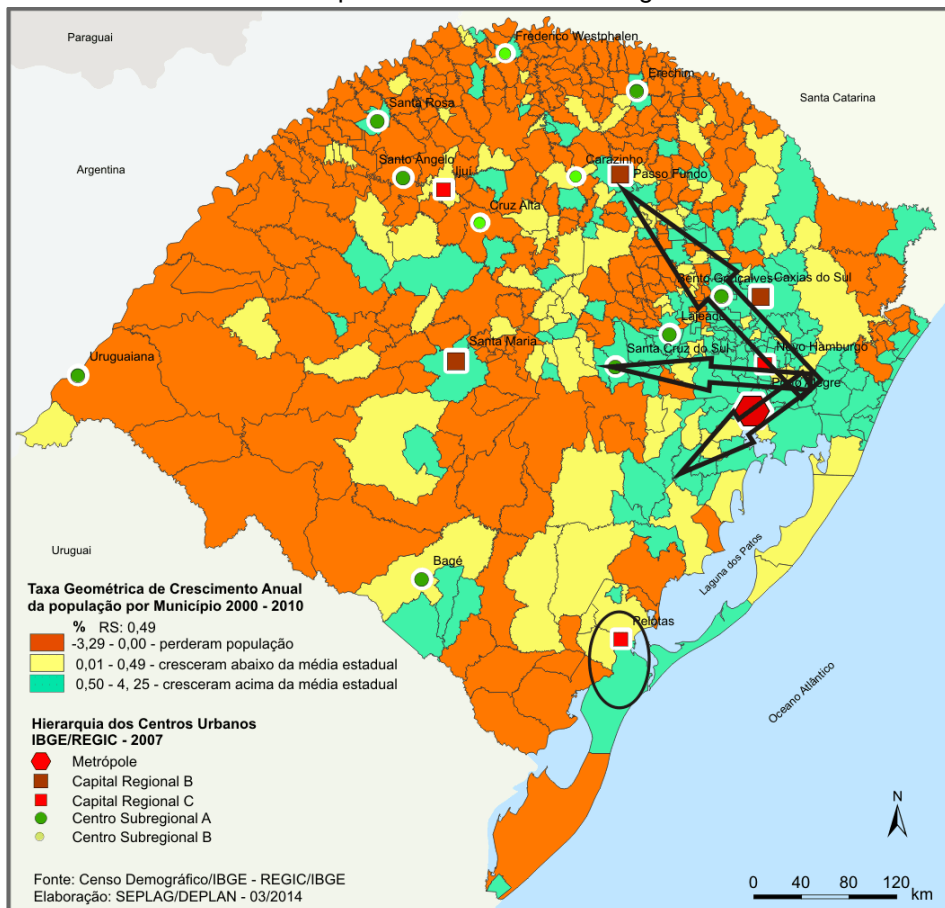 Paraguai
Frederico Westphalen
Erechim
Santa Catarina
Santa Rosa
Argentina
Santo Ângelo
Ijuí
Carazinho
Passo Fundo
Cruz Alta
Bento Gonçalves
Caxias do Sul
Lajeado
Santa Maria
Santa Cruz do Sul
Novo Hamburgo
Uruguaiana
Porto Alegre
Uruguai
Bagé
Laguna dos Patos
Taxa Geométrica de Crescimento Anual
da população por Município 2000 - 2010
% RS: 0,49
-3,29 - 0,00 - perderam população
0,01 - 0,49 - cresceram abaixo da média estadual
0,50 - 4, 25 - cresceram acima da média estadual
Pelotas
Oceano Atlântico
Hierarquia dos Centros Urbanos
IBGE/REGIC - 2007
Metrópole
Capital Regional B
Capital Regional C
Centro Subregional A
Centro Subregional B
N
Fonte: Censo Demográfico/IBGE - REGIC/IBGE
Elaboração: SEPLAG/DEPLAN - 03/2014
0 40 80 120
km